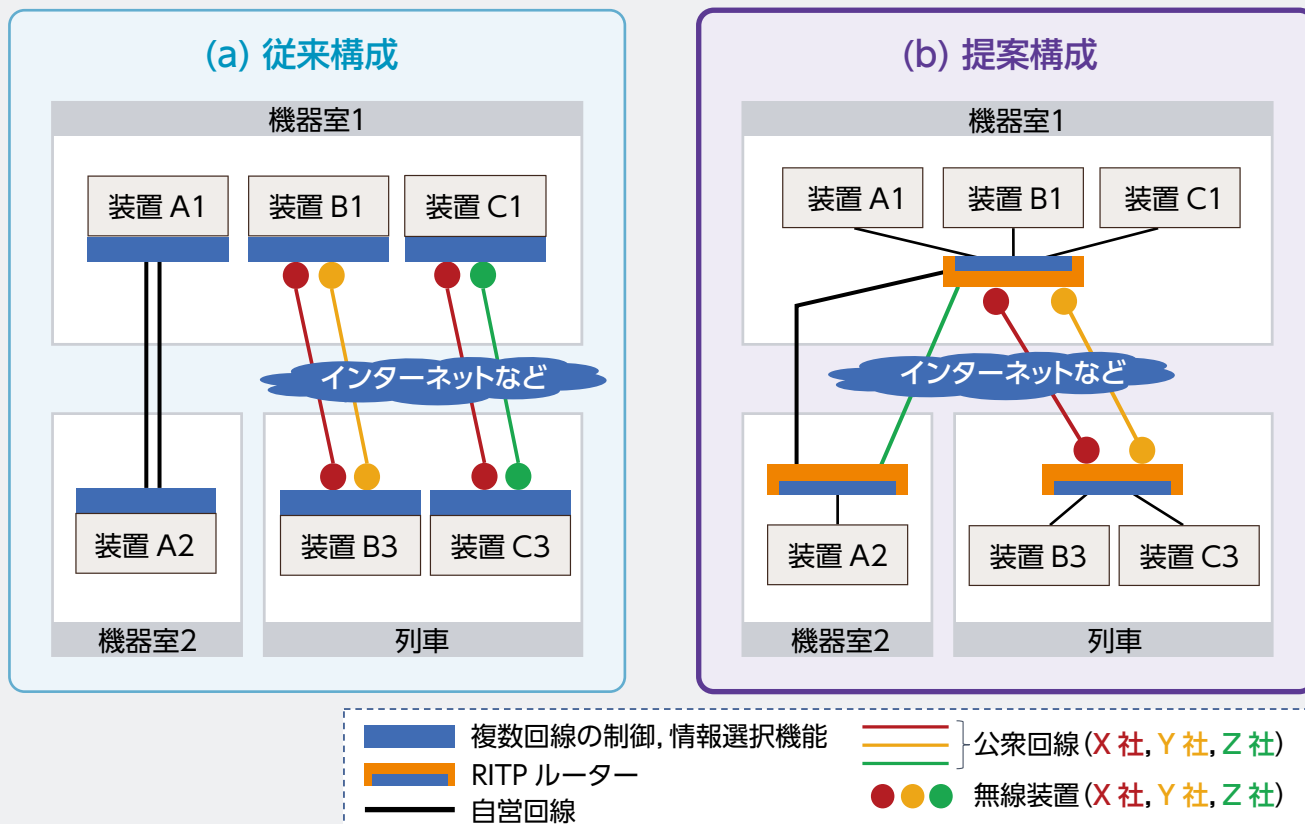 (a) 従来構成
機器室1
装置 A1
装置 B1
装置 C1
インターネットなど
装置 A2
装置 B3
装置 C3
機器室2
列車
(b) 提案構成
機器室1
装置 A1
装置 B1
装置 C1
インターネットなど
装置 A2
装置 B3
装置 C3
機器室2
列車
複数回線の制御, 情報選択機能
RITP ルーター
自営回線
公衆回線 (X 社, Y 社, Z 社)
無線装置 (X 社, Y 社, Z 社)